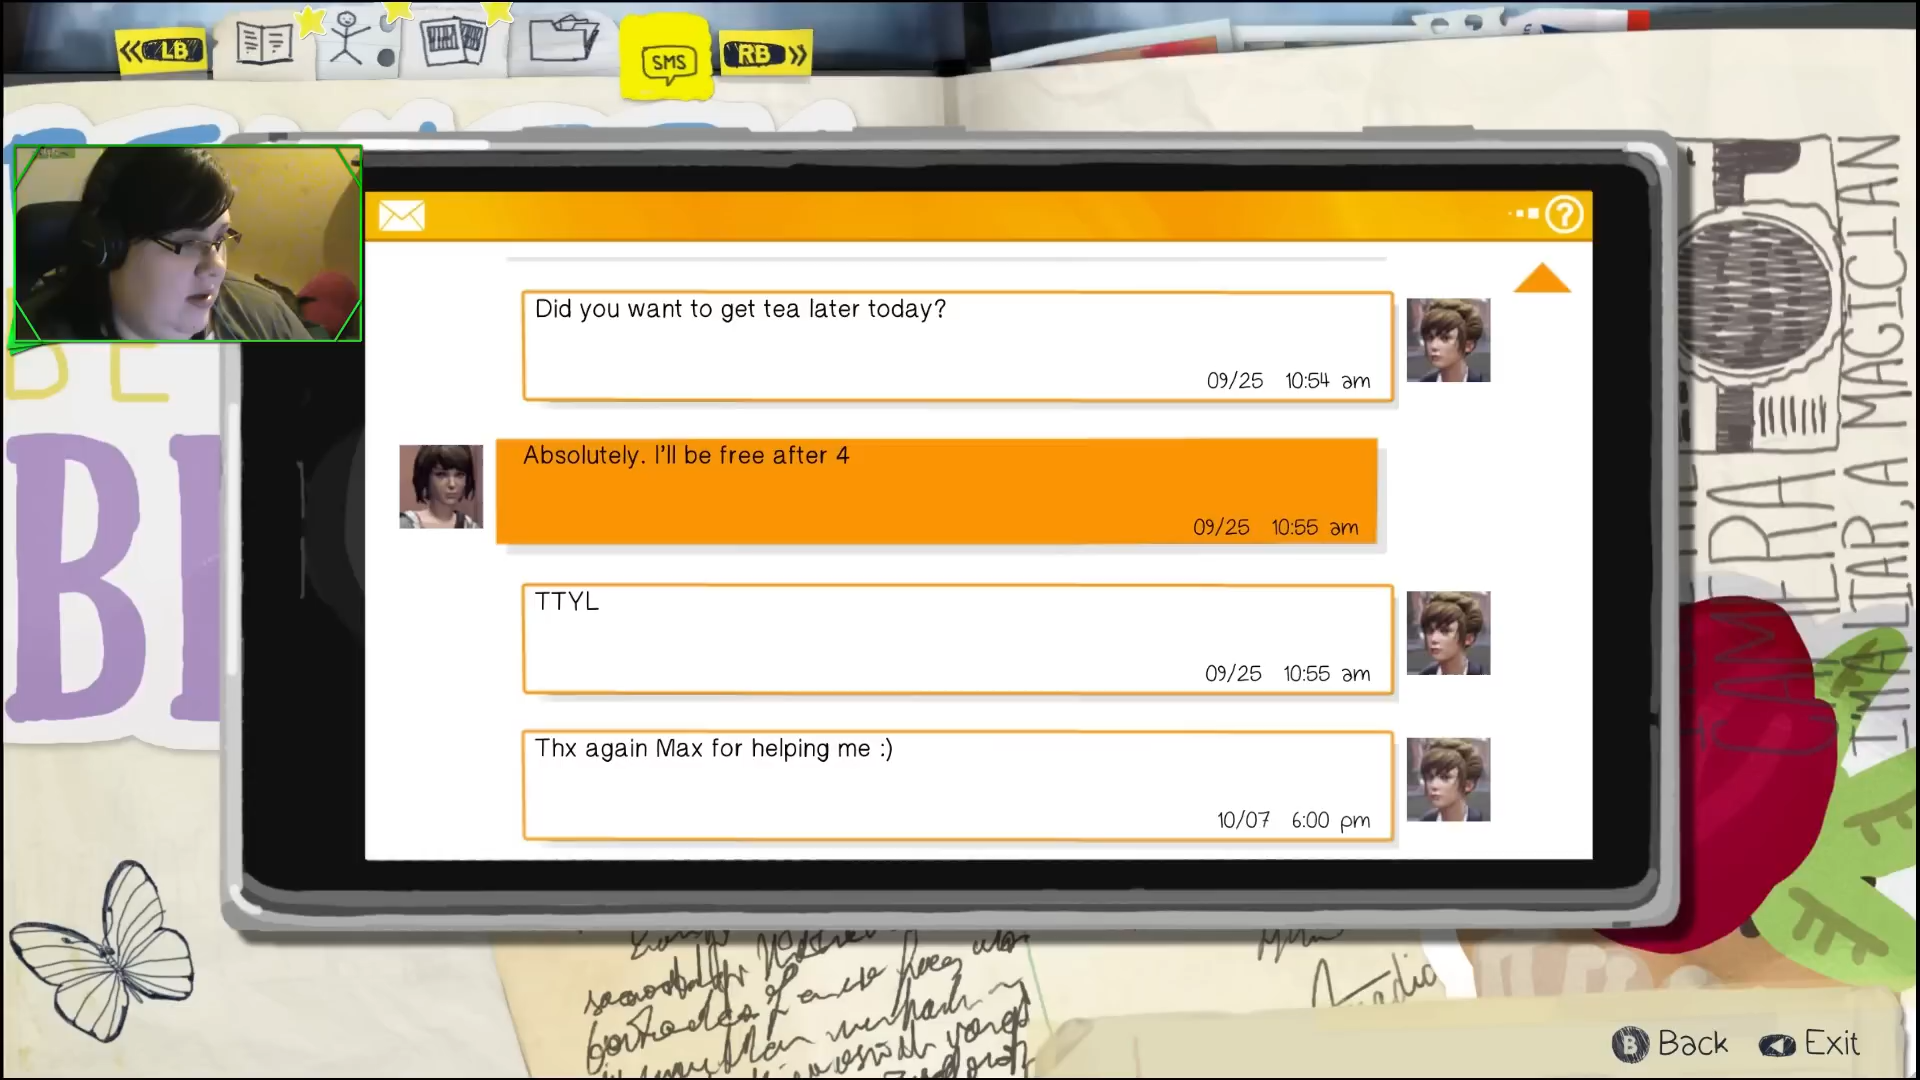 LB
SMS
RB
Did you want to get tea later today?
09/25 10:54 am
Absolutely. I'll be free after 4
09/25 10:55 am
TTYL
09/25 10:55 am
Thx again Max for helping me :)
10/07 6:00 pm
BE
CAMERA
LIAR, A MAGICIAN
B Back
Exit